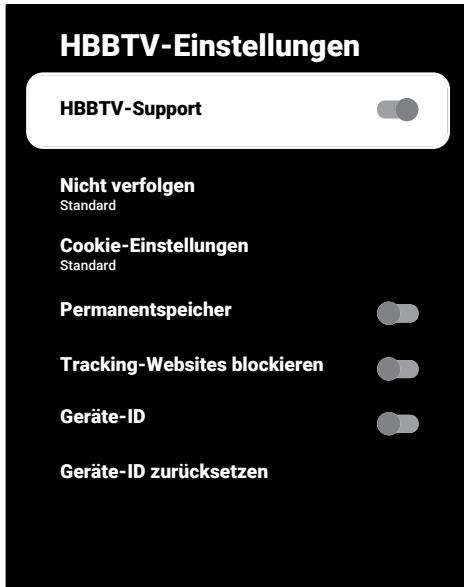 HBBTV-Einstellungen
HBBTV-Support
Nicht verfolgen
Standard
Cookie-Einstellungen
Standard
Permanentspeicher
Tracking-Websites blockieren
Geräte-ID
Geräte-ID zurücksetzen